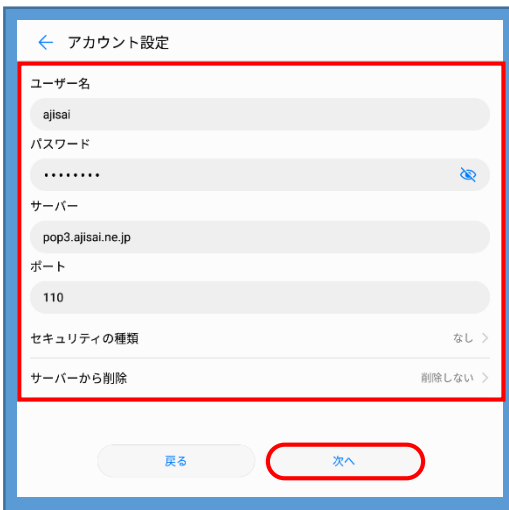 アカウント設定
ユーザー名
ajisai
パスワード
••••••••
サーバー
pop3.ajisai.ne.jp
ポート
110
セキュリティの種類 なし
サーバーから削除 削除しない
戻る 次へ